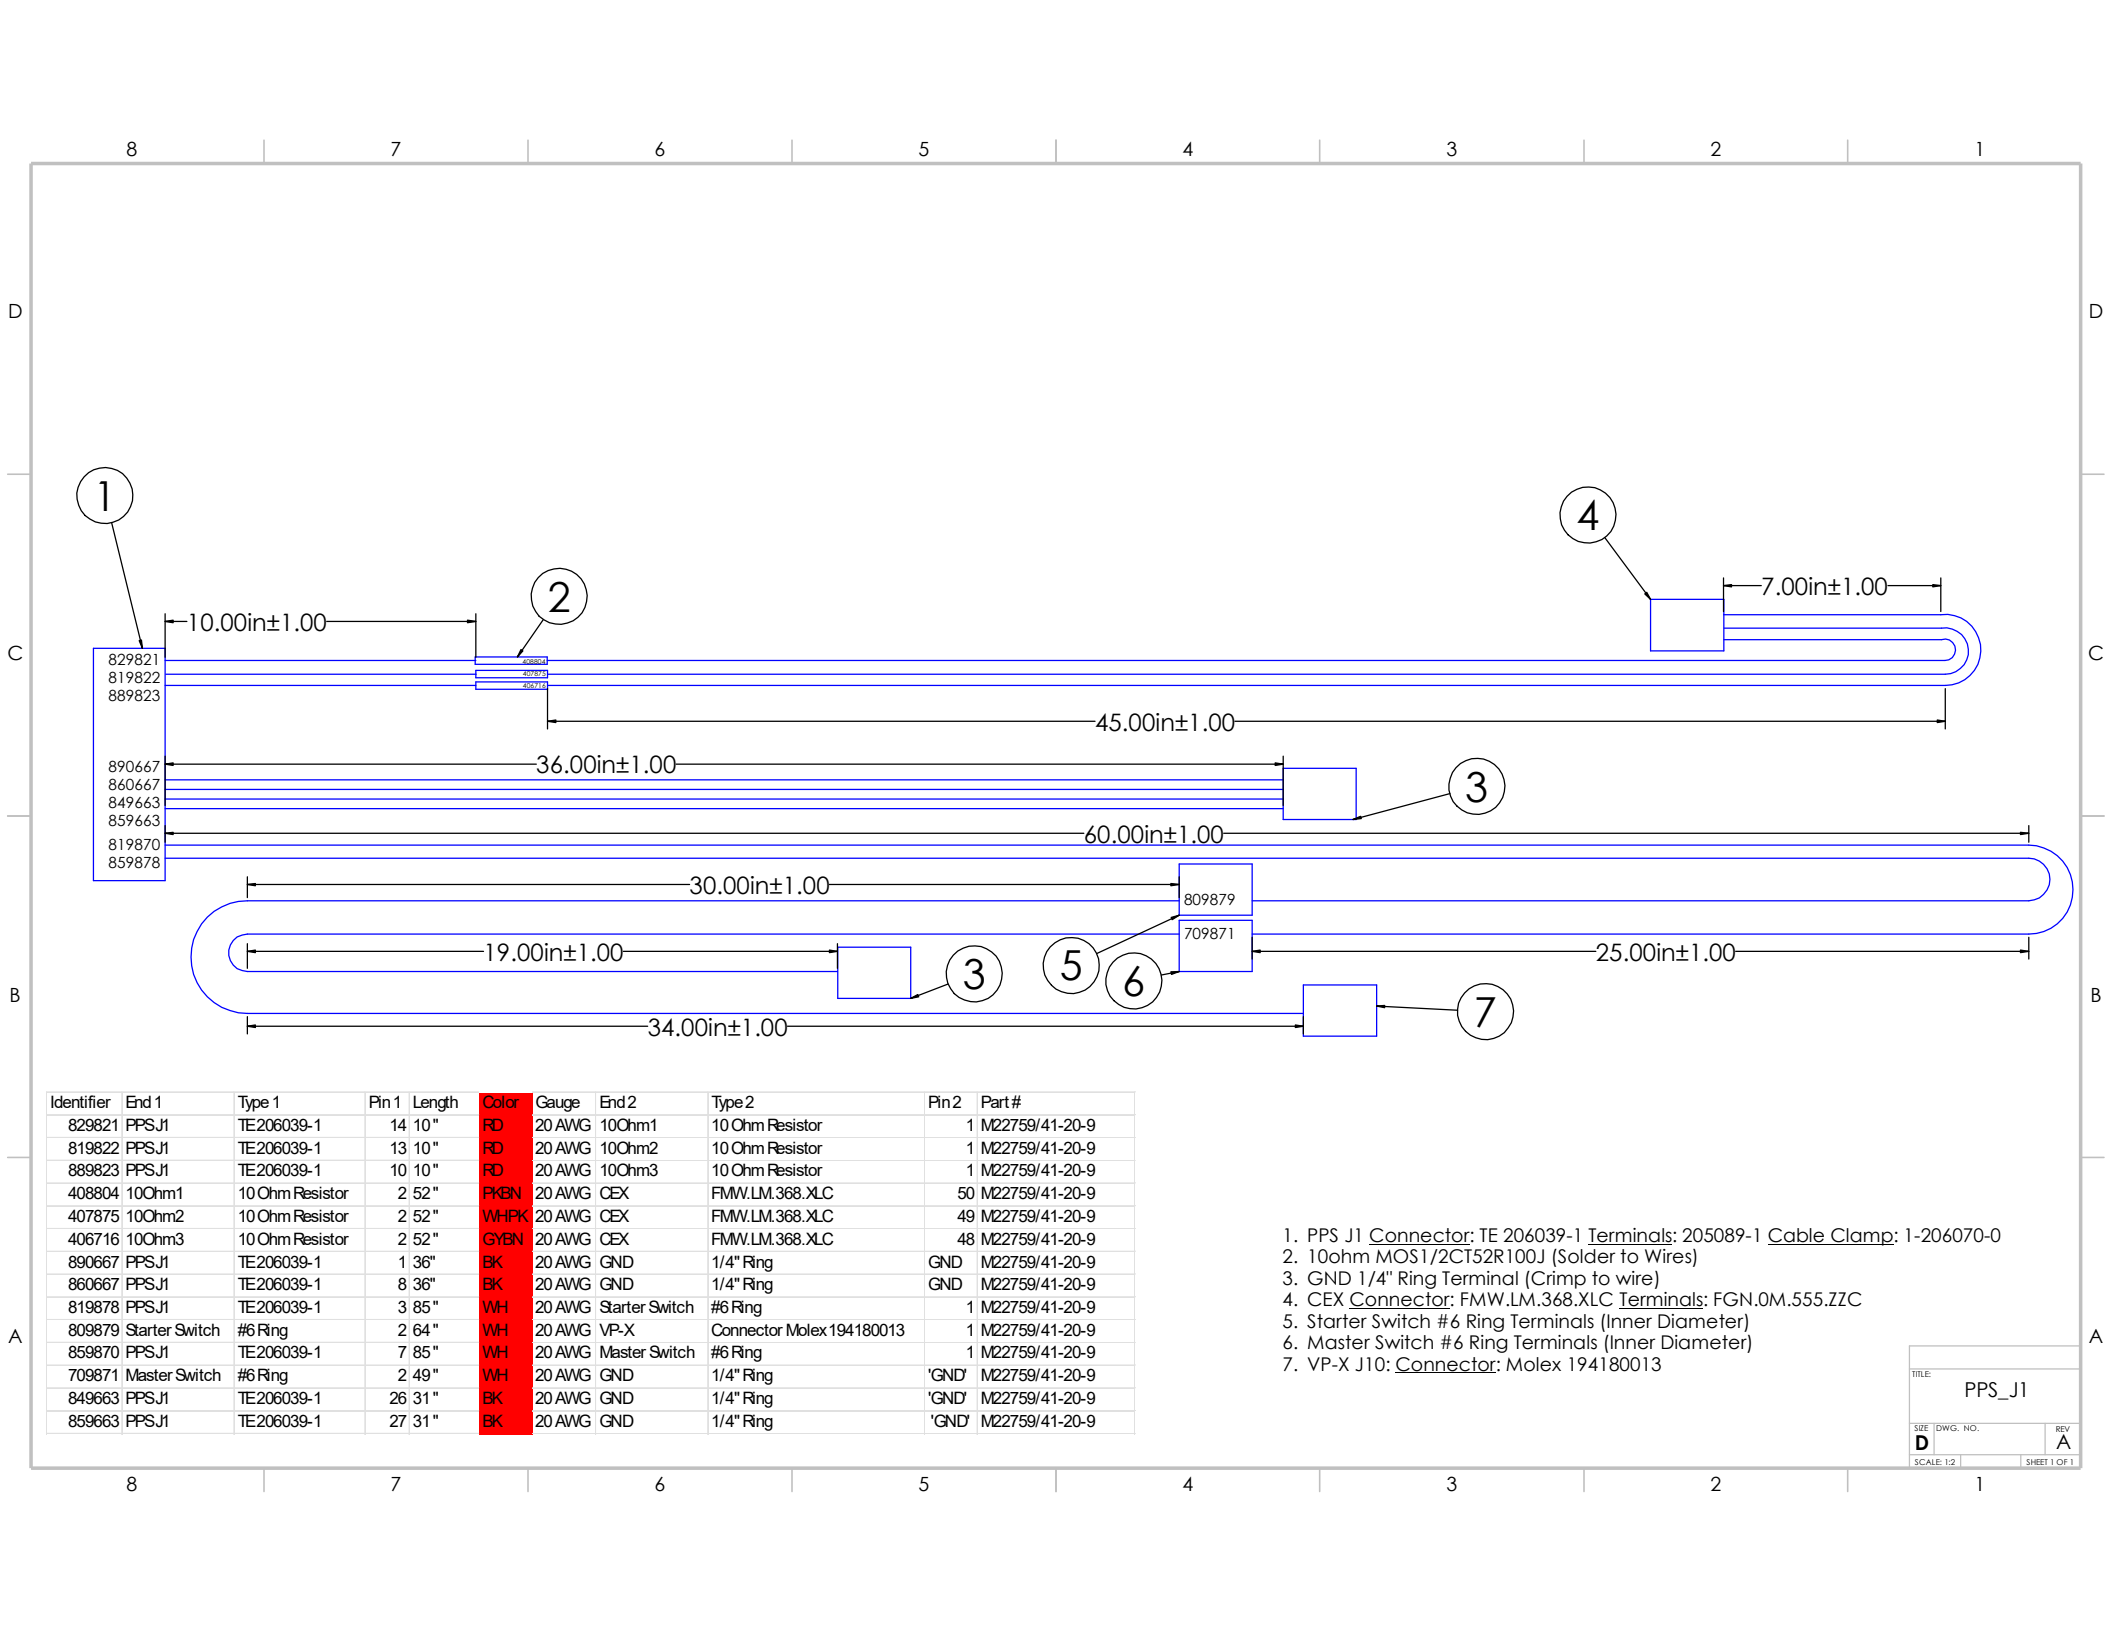 8 7 6 5 4 3 2 1
D D
1
4
2
7.00in±1.00
10.00in±1.00
C C
829821 408804
819822 407875
889823 406716
45.00in±1.00
36.00in±1.00
890667
860667
849663
859663
3
60.00in±1.00
819870
859878
30.00in±1.00
809879
709871
19.00in±1.00
25.00in±1.00
3
5
6
B B
7
34.00in±1.00
Identifier End 1 Type 1 Pin 1 Length Color Gauge End 2 Type 2 Pin 2 Part #
829821 PPSJ1 TE206039-1 14 10" RD 20 AWG 10Ohm1 10 Ohm Resistor 1 M22759/41-20-9
819822 PPSJ1 TE206039-1 13 10" RD 20 AWG 10Ohm2 10 Ohm Resistor 1 M22759/41-20-9
889823 PPSJ1 TE206039-1 10 10" RD 20 AWG 10Ohm3 10 Ohm Resistor 1 M22759/41-20-9
408804 10Ohm1 10 Ohm Resistor 2 52" PKBN 20 AWG CEX FMW.LM.368.XLC 50 M22759/41-20-9
407875 10Ohm2 10 Ohm Resistor 2 52" WHPK 20 AWG CEX FMW.LM.368.XLC 49 M22759/41-20-9
406716 10Ohm3 10 Ohm Resistor 2 52" GYBN 20 AWG CEX FMW.LM.368.XLC 48 M22759/41-20-9
890667 PPSJ1 TE206039-1 1 36" BK 20 AWG GND 1/4" Ring GND M22759/41-20-9
860667 PPSJ1 TE206039-1 8 36" BK 20 AWG GND 1/4" Ring GND M22759/41-20-9
819878 PPSJ1 TE206039-1 3 85" WH 20 AWG Starter Switch #6 Ring 1 M22759/41-20-9
809879 Starter Switch #6 Ring 2 64" WH 20 AWG VP-X Connector Molex 194180013 1 M22759/41-20-9
859870 PPSJ1 TE206039-1 7 85" WH 20 AWG Master Switch #6 Ring 1 M22759/41-20-9
709871 Master Switch #6 Ring 2 49" WH 20 AWG GND 1/4" Ring 'GND' M22759/41-20-9
849663 PPSJ1 TE206039-1 26 31" BK 20 AWG GND 1/4" Ring 'GND' M22759/41-20-9
859663 PPSJ1 TE206039-1 27 31" BK 20 AWG GND 1/4" Ring 'GND' M22759/41-20-9
1. PPS J1 Connector: TE 206039-1 Terminals: 205089-1 Cable Clamp: 1-206070-0
2. 10ohm MOS1/2CT52R100J (Solder to Wires)
3. GND 1/4" Ring Terminal (Crimp to wire)
4. CEX Connector: FMW.LM.368.XLC Terminals: FGN.0M.555.ZZC
5. Starter Switch #6 Ring Terminals (Inner Diameter)
6. Master Switch #6 Ring Terminals (Inner Diameter)
7. VP-X J10: Connector: Molex 194180013
A A
TITLE:
PPS_J1
SIZE DWG. NO. REV
D A
SCALE: 1:2 SHEET 1 OF 1
8 7 6 5 4 3 2 1